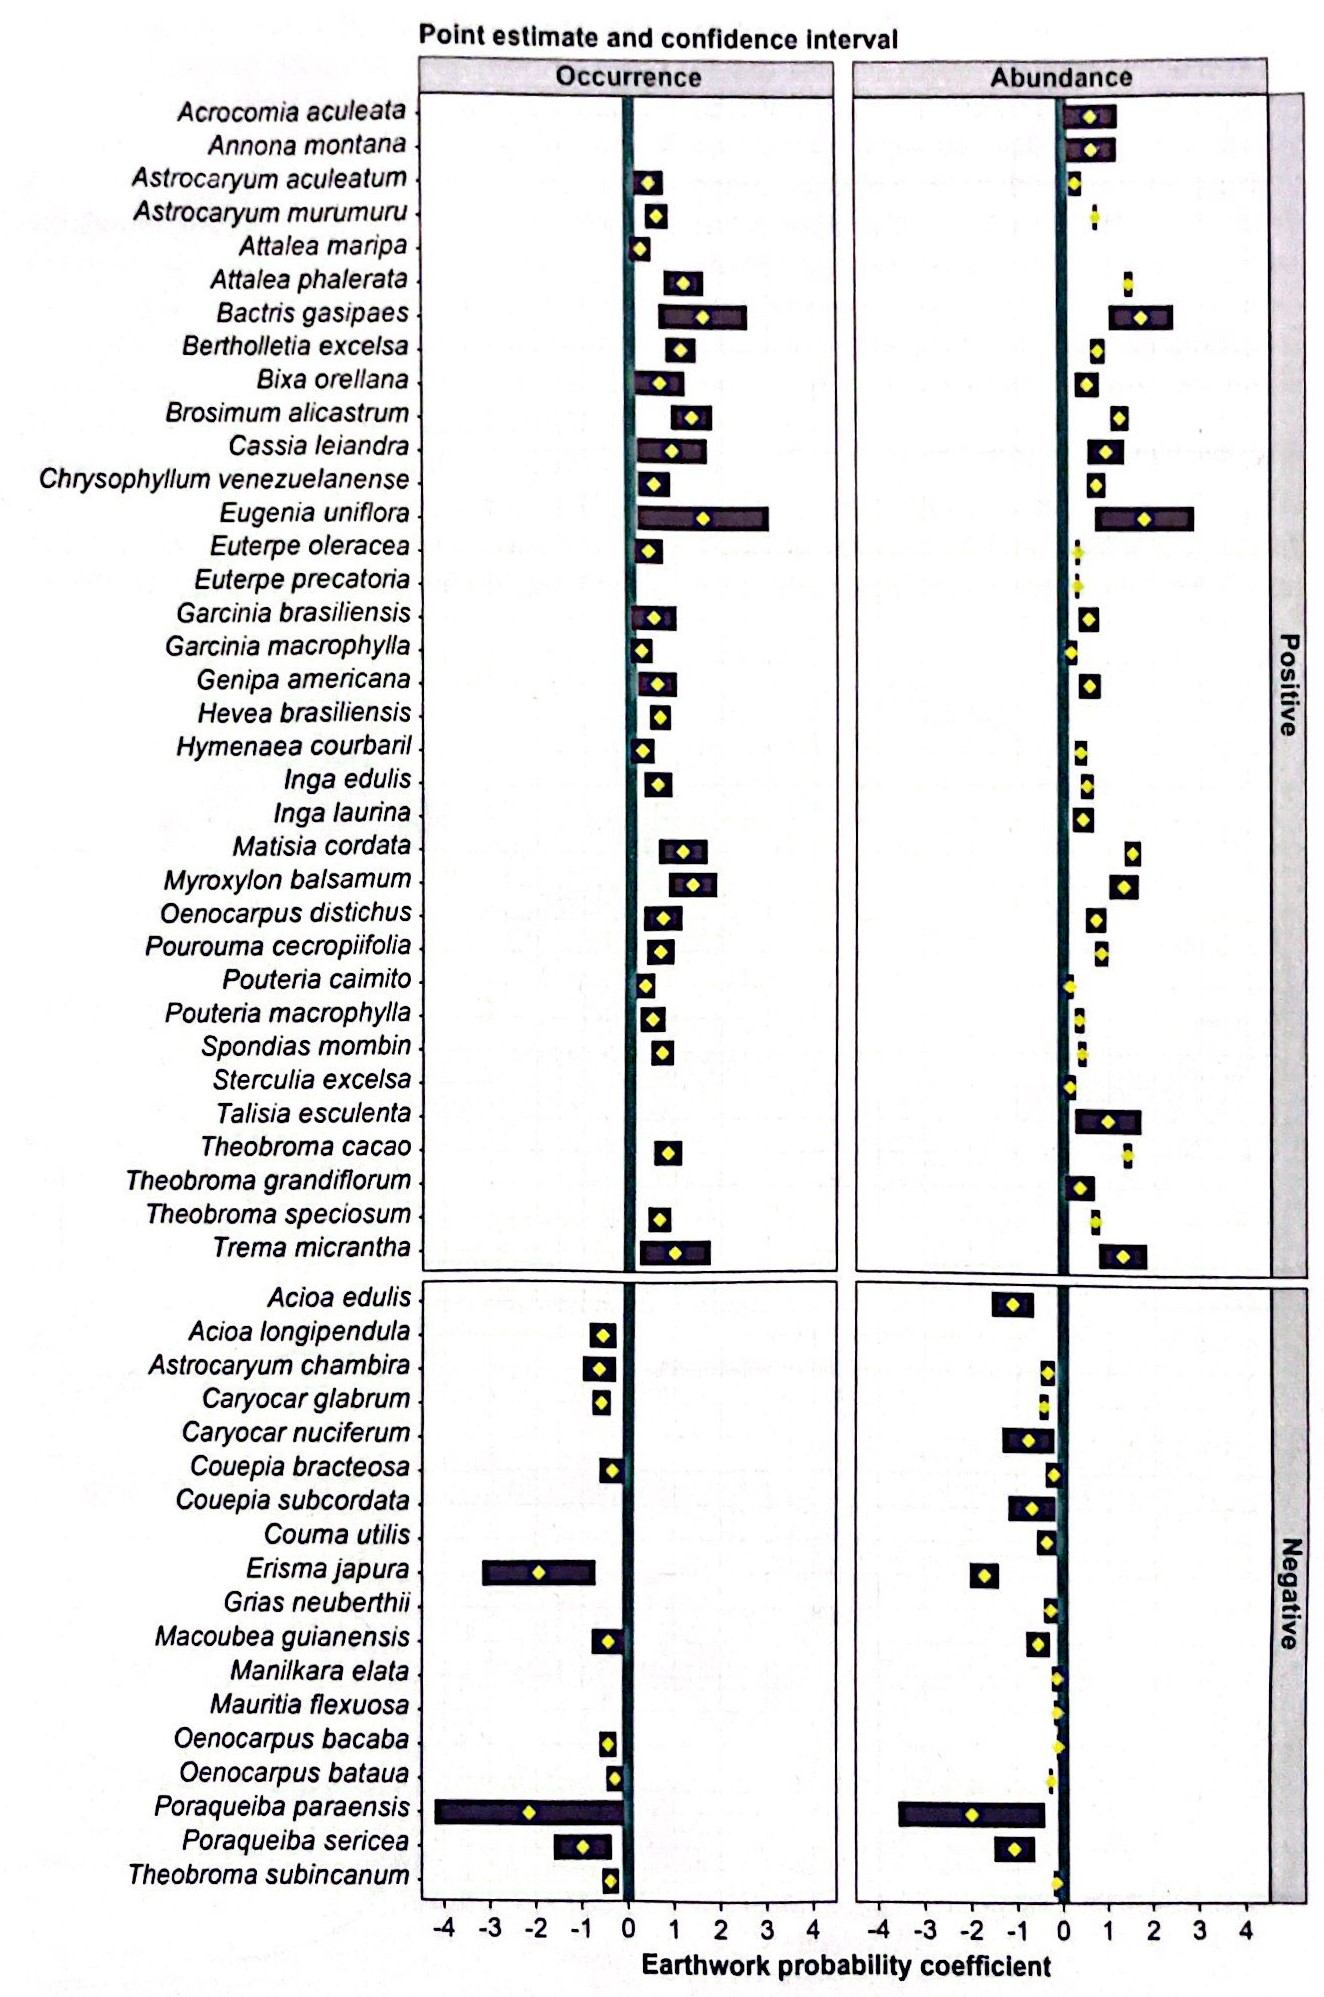 Point estimate and confidence interval
Occurrence
Abundance
Acrocomia aculeata
Annona montana
Astrocaryum aculeatum
Astrocaryum murumuru
Attalea maripa
Attalea phalerata
Bactris gasipaes
Bertholletia excelsa
Bixa orellana
Brosimum alicastrum
Cassia leiandra
Chrysophyllum venezuelanense
Eugenia uniflora
Euterpe oleracea
Euterpe precatoria
Garcinia brasiliensis
Garcinia macrophylla
Genipa americana
Hevea brasiliensis
Hymenaea courbaril
Inga edulis
Inga laurina
Matisia cordata
Myroxylon balsamum
Oenocarpus distichus
Pourouma cecropiifolia
Pouteria caimito
Pouteria macrophylla
Spondias mombin
Sterculia excelsa
Talisia esculenta
Theobroma cacao
Theobroma grandiflorum
Theobroma speciosum
Trema micrantha
Positive
Acioa edulis
Acioa longipendula
Astrocaryum chambira
Caryocar glabrum
Caryocar nuciferum
Couepia bracteosa
Couepia subcordata
Couma utilis
Erisma japura
Grias neuberthii
Macoubea guianensis
Manilkara elata
Mauritia flexuosa
Oenocarpus bacaba
Oenocarpus bataua
Poraqueiba paraensis
Poraqueiba sericea
Theobroma subincanum
Negative
-4 -3 -2 -1 0 1 2 3 4
-4 -3 -2 -1 0 1 2 3 4
Earthwork probability coefficient